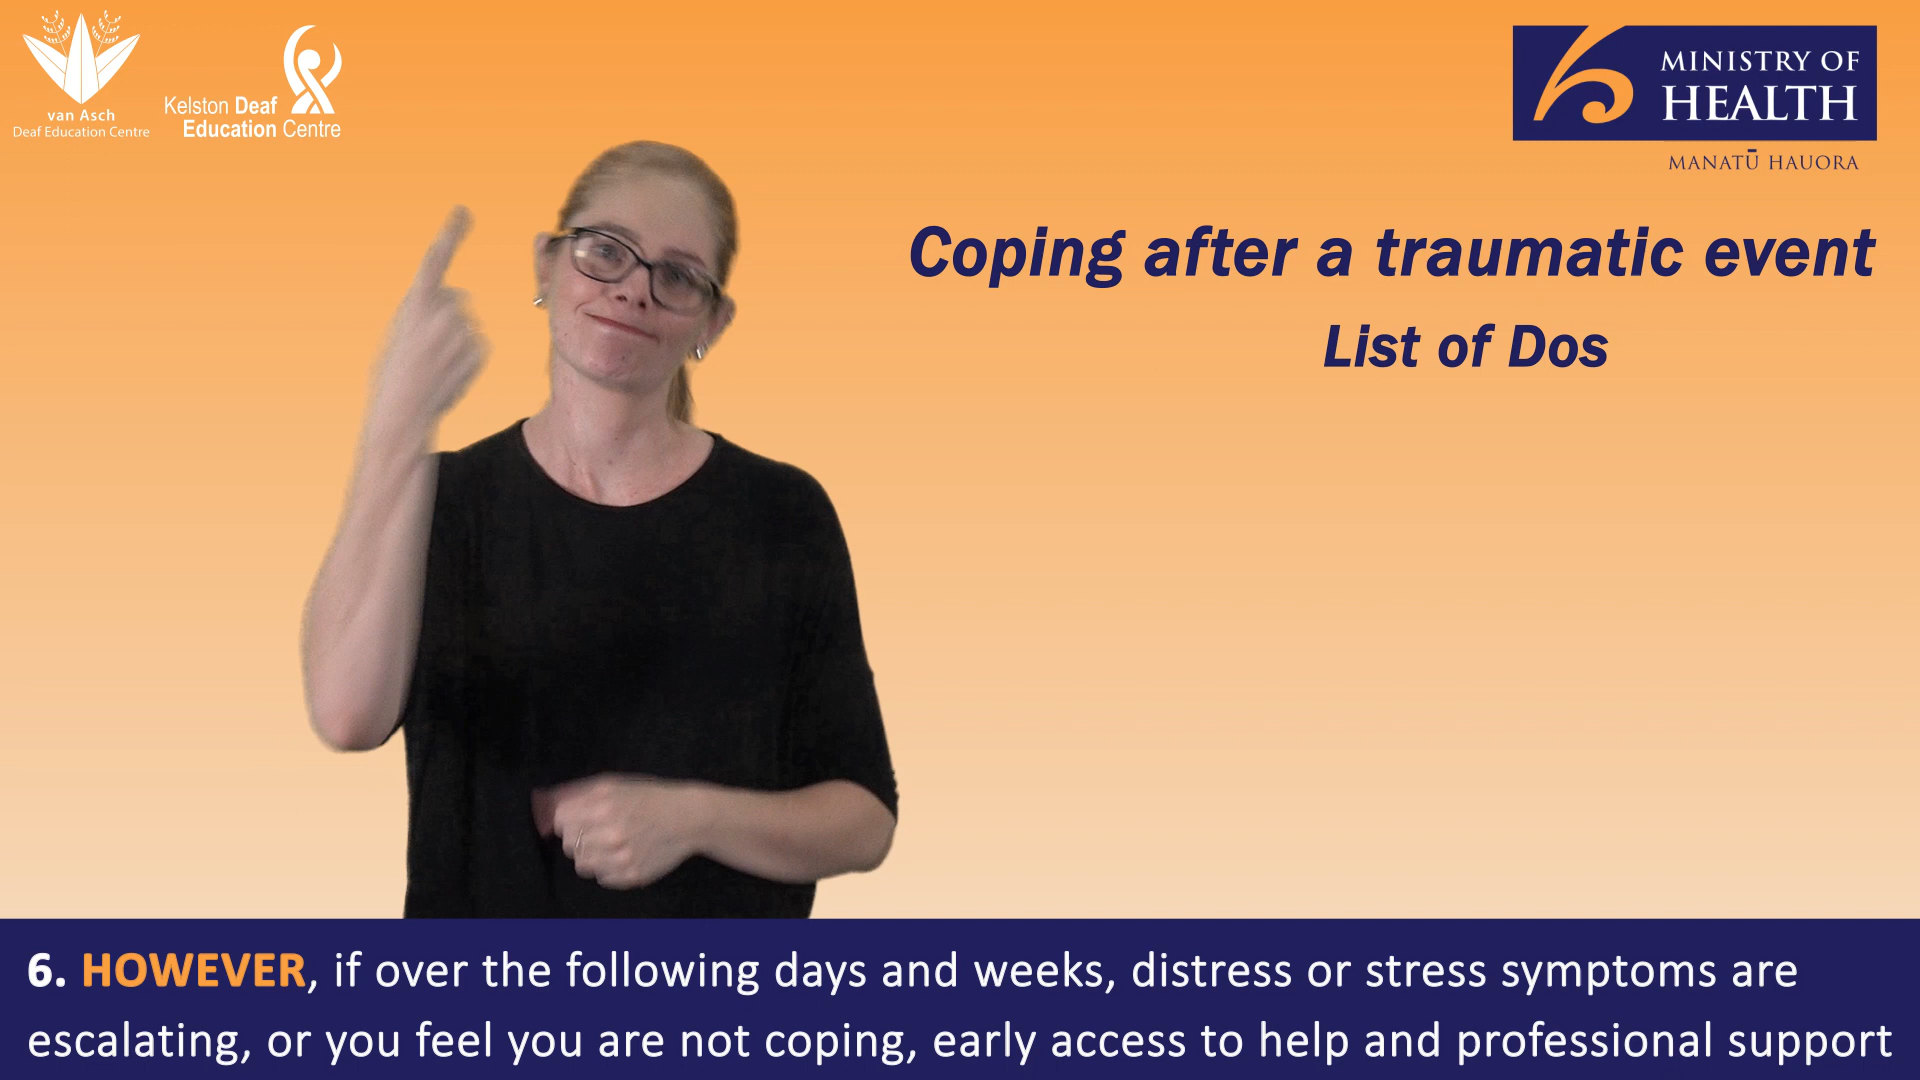 van Asch
Deaf Education Centre
Kelston Deaf
Education Centre
MINISTRY OF
HEALTH
MANATŪ HAUORA
Coping after a traumatic event
List of Dos
6. HOWEVER, if over the following days and weeks, distress or stress symptoms are
escalating, or you feel you are not coping, early access to help and professional support